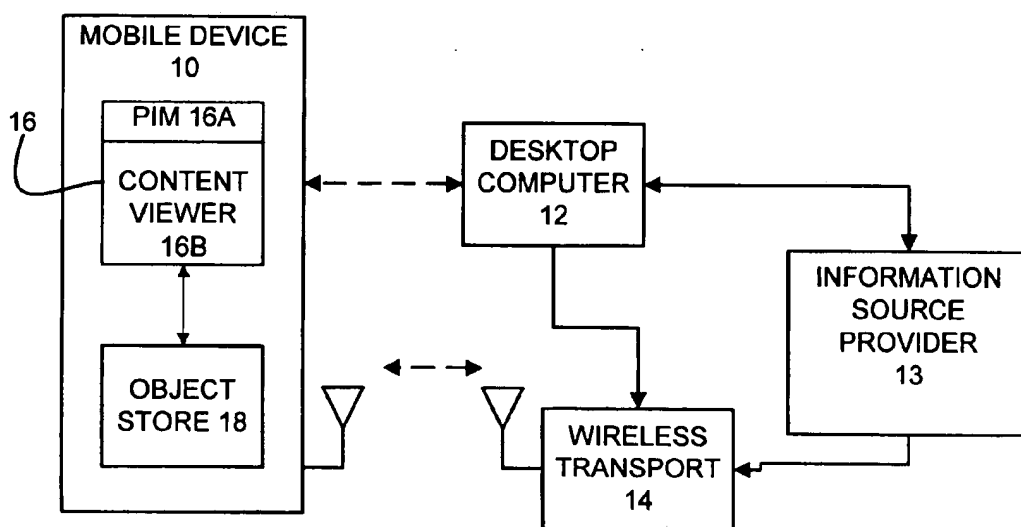 MOBILE DEVICE
10
16
PIM 16A
CONTENT
VIEWER
16B
OBJECT
STORE 18
DESKTOP
COMPUTER
12
INFORMATION
SOURCE
PROVIDER
13
WIRELESS
TRANSPORT
14